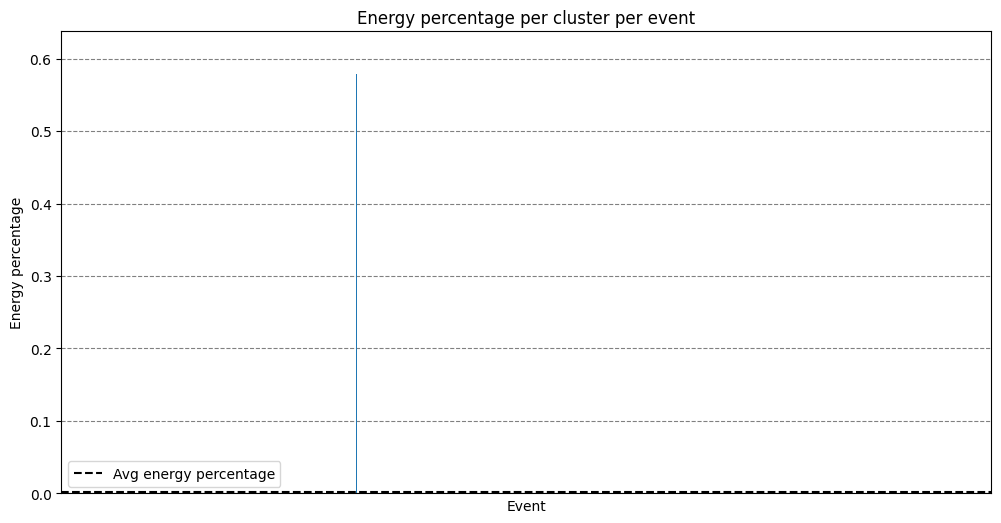 Energy percentage per cluster per event
Energy percentage
0.6
0.5
0.4
0.3
0.2
0.1
0.0
Avg energy percentage
Event